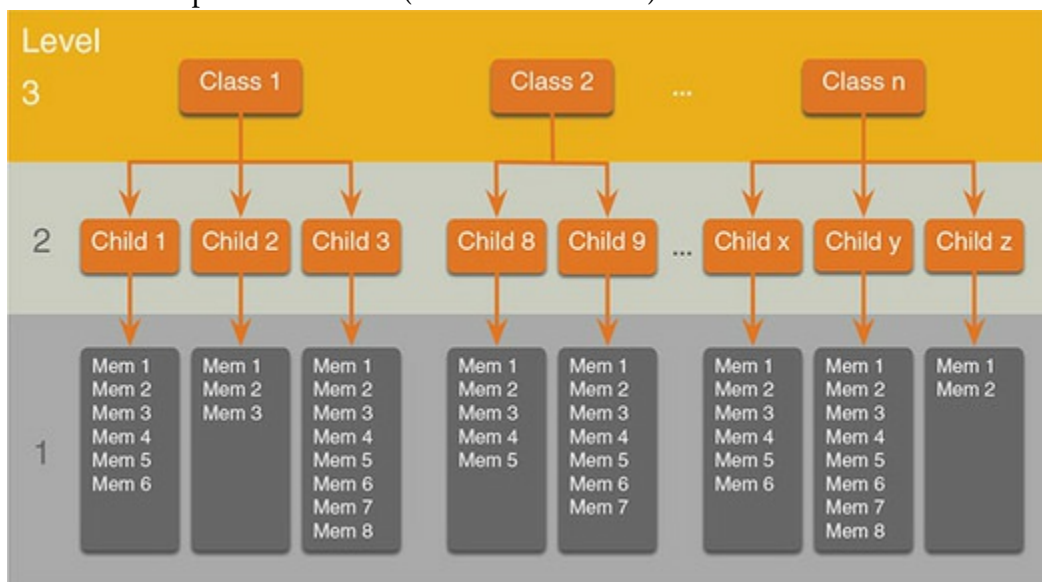 Level
3
Class 1
Class 2
...
Class n
2
Child 1
Child 2
Child 3
Child 8
Child 9
...
Child x
Child y
Child z
1
Mem 1
Mem 2
Mem 3
Mem 4
Mem 5
Mem 6
Mem 1
Mem 2
Mem 3
Mem 1
Mem 2
Mem 3
Mem 4
Mem 5
Mem 6
Mem 7
Mem 8
Mem 1
Mem 2
Mem 3
Mem 4
Mem 5
Mem 1
Mem 2
Mem 3
Mem 4
Mem 5
Mem 6
Mem 7
Mem 1
Mem 2
Mem 3
Mem 4
Mem 5
Mem 6
Mem 1
Mem 2
Mem 3
Mem 4
Mem 5
Mem 6
Mem 7
Mem 8
Mem 1
Mem 2